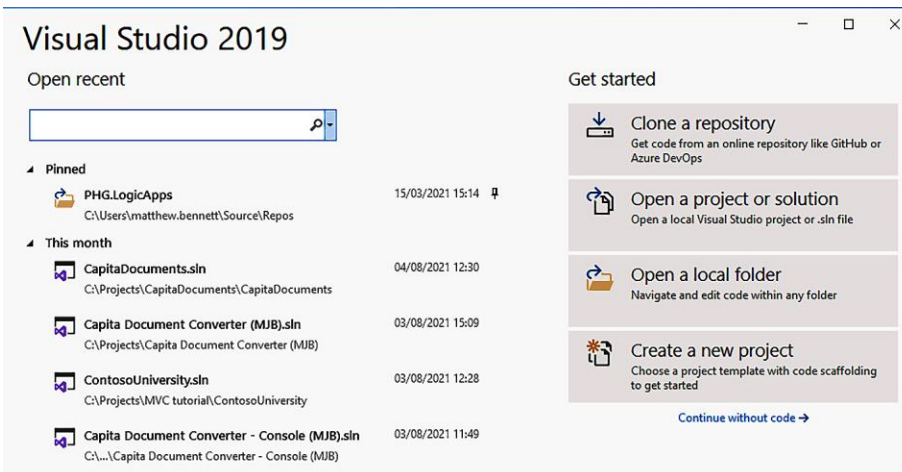 Visual Studio 2019
Open recent
Pinned
PHG.LogicApps
15/03/2021 15:14
C:\Users\matthew.bennett\Source\Repos
This month
CapitaDocuments.sln
04/08/2021 12:30
C:\Projects\CapitaDocuments\CapitaDocuments
Capita Document Converter (MJB).sln
03/08/2021 15:09
C:\Projects\Capita Document Converter (MJB)
ContosoUniversity.sln
03/08/2021 12:28
C:\Projects\MVC tutorial\ContosoUniversity
Capita Document Converter - Console (MJB).sln
03/08/2021 11:49
C:\...\Capita Document Converter - Console (MJB)
Get started
Clone a repository
Get code from an online repository like GitHub or
Azure DevOps
Open a project or solution
Open a local Visual Studio project or .sln file
Open a local folder
Navigate and edit code within any folder
Create a new project
Choose a project template with code scaffolding
to get started
Continue without code →